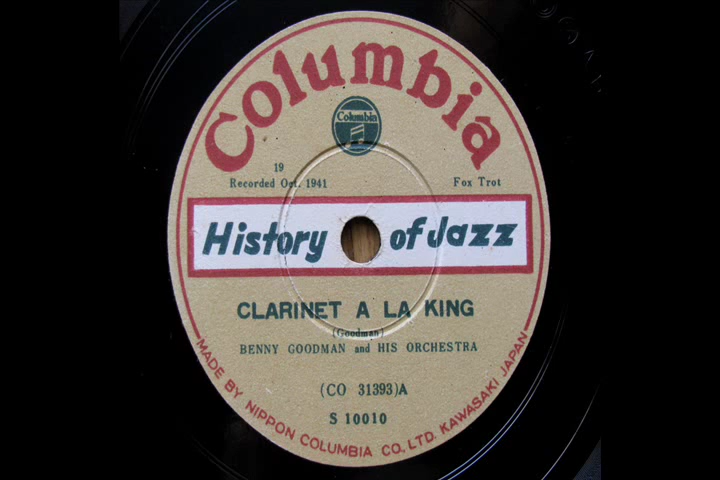 Columbia
Columbia
19
Recorded Oct. 1941
Fox Trot
History of Jazz
CLARINET A LA KING
(Goodman)
BENNY GOODMAN and HIS ORCHESTRA
(CO 31393)A
S 10010
MADE BY NIPPON COLUMBIA CO., LTD. KAWASAKI JAPAN